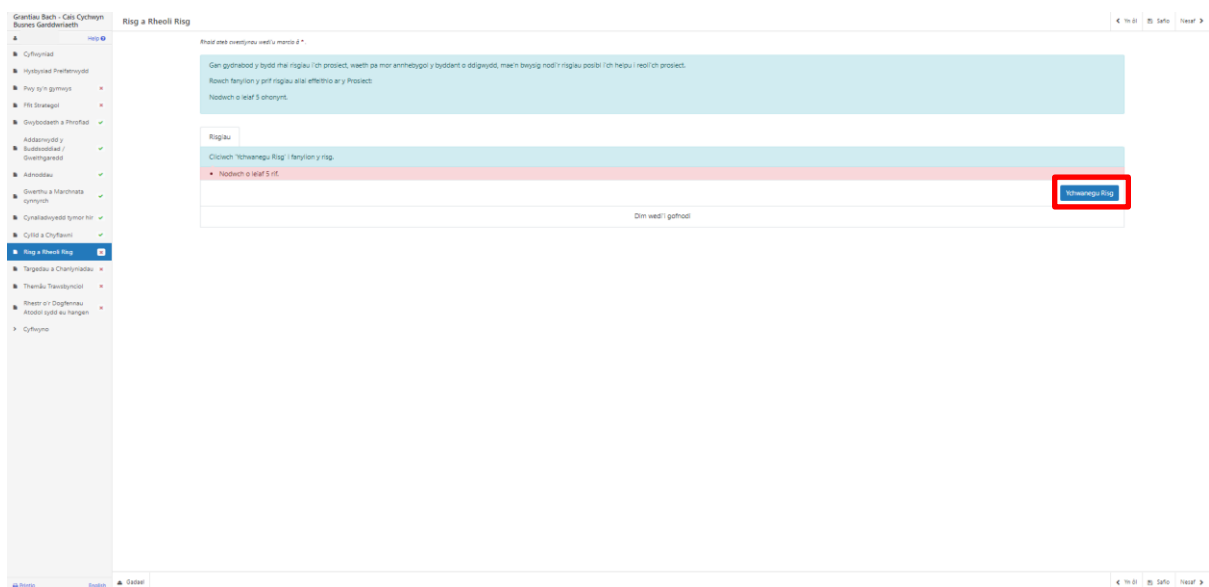 Grantiau Bach - Cais Cychwyn
Busnes Garddwriaeth
Risg a Rheoli Risg
Yn ôl
Safio
Nesaf
Help
Rhaid ateb cwestiynau wedi'u marcio â *.
Cyflwyniad
Hysbysiad Preifatrwydd
Pwy sy'n gymwys
Ffit Strategol
Gwybodaeth a Phroffiad
Addasrwydd y
Buddsoddiad /
Gweithgaredd
Adnoddau
Gwerthu a Marchnata
cynnyrch
Cynaliadwyedd tymor hir
Cyllid a Chyflawni
Risg a Rheoli Risg
Targedau a Chanlyniadau
Themâu Trawsbynciol
Rhestr o'r Dogfennau
Atodol sydd eu hangen
Cyflwyno
Gan gydnabod y bydd rhai risgiau i'ch prosiect, waeth pa mor annhebygol y byddant o ddigwydd, mae'n bwysig nodi'r risgiau posibl i'ch helpu i reoli'ch prosiect.
Rowch fanylion y prif risgiau allai effeithio ar y Prosiect:
Nodwch o leiaf 5 ohonynt.
Risgiau
Cliciwch 'Ychwanegu Risg' i fanylion y risg.
Nodwch o leiaf 5 rif.
Ychwanegu Risg
Dim wedi'i gofnodi
Printio
English
Gadael
Yn ôl
Safio
Nesaf